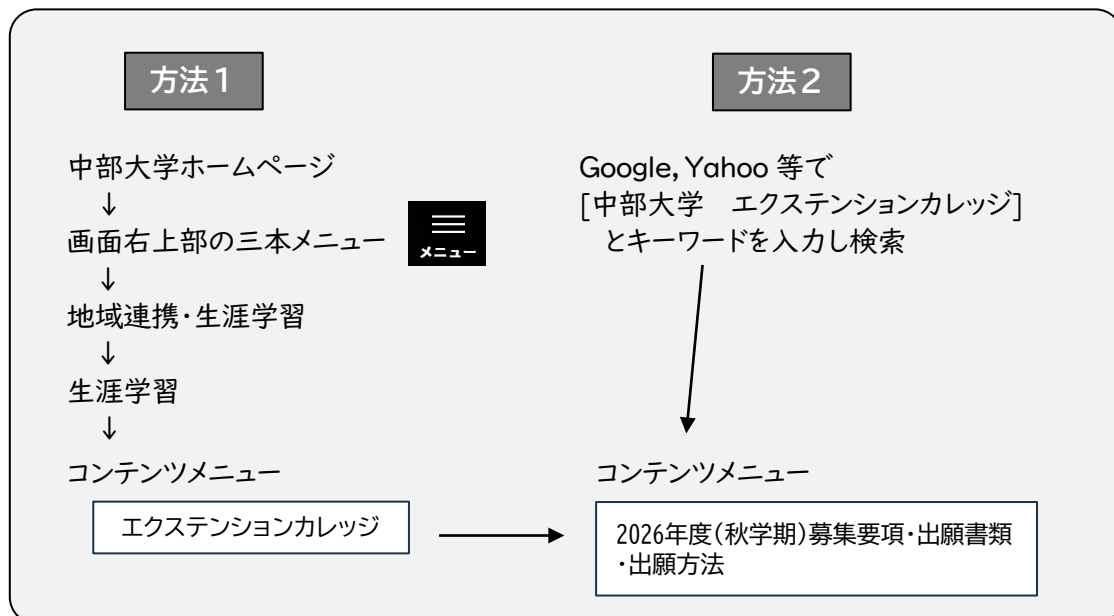 方法１
中部大学ホームページ
↓
画面右上部の三本メニュー
メニュー
↓
地域連携・生涯学習
↓
生涯学習
↓
コンテンツメニュー
エクステンションカレッジ
方法２
Google, Yahoo 等で
[中部大学　エクステンションカレッジ]
とキーワードを入力し検索
コンテンツメニュー
2026年度(秋学期)募集要項・出願書類
・出願方法